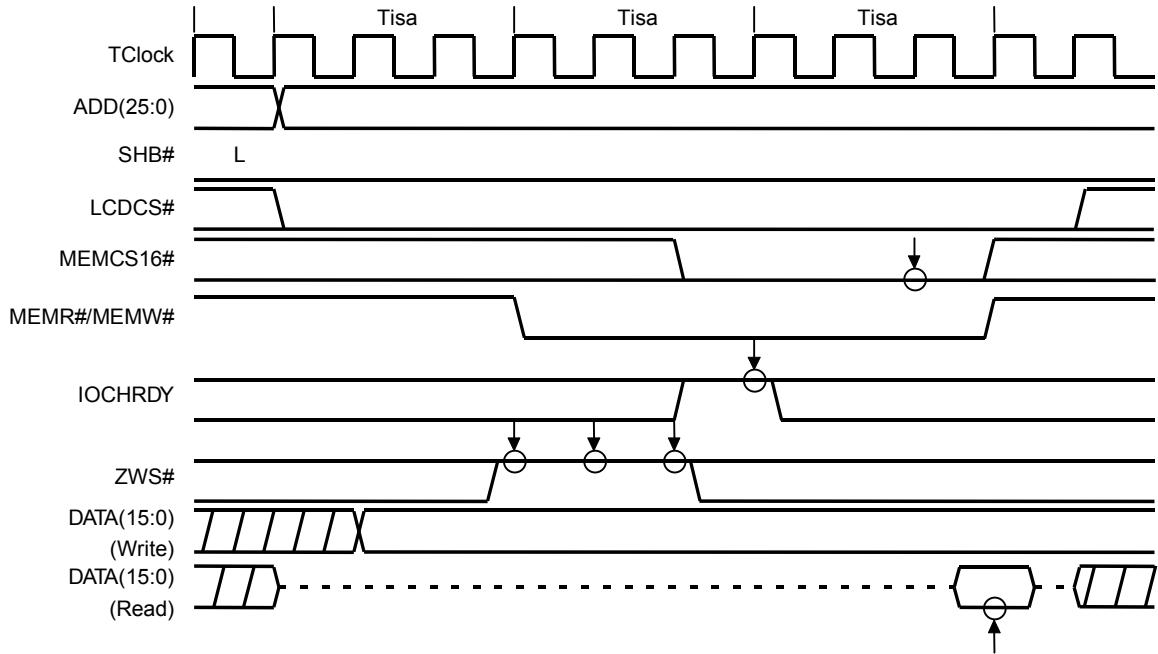 Tisa Tisa Tisa
TClock
ADD(25:0)
SHB# L
LCDCS#
MEMCS16#
MEMR#/MEMW#
IOCHRDY
ZWS#
DATA(15:0)
(Write)
DATA(15:0)
(Read)